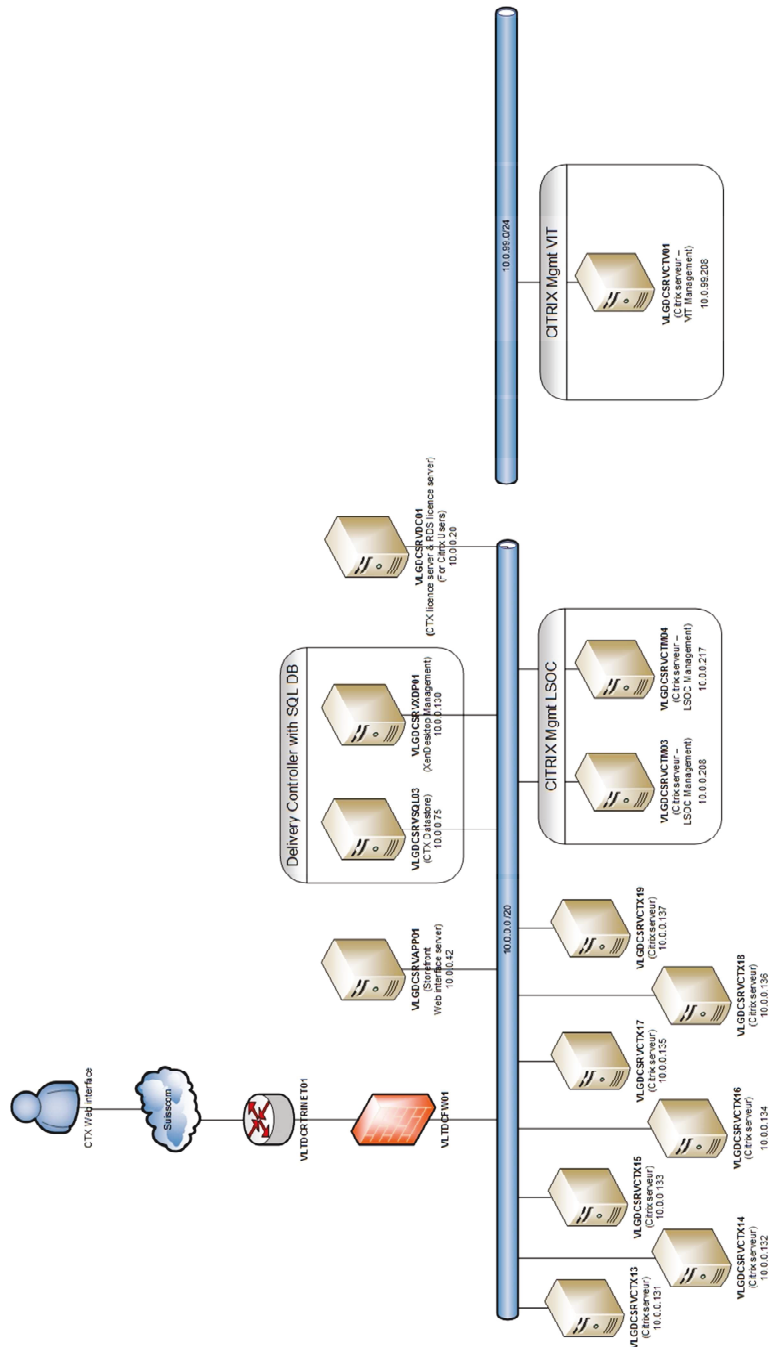 CTX Web interface
Suisscom
VLTDCRTRINET01
VLTDCFW01
VLGDCSRVAPP01
(Storefront
Web interface server)
10.0.0.42
Delivery Controller with SQL DB
VLGDCSRVSQL03
(CTX Datastore)
10.0.0.75
VLGDCSRVXDP01
(XenDesktop Management)
10.0.0.130
VLGDCSRVDC01
(CTX licence server & RDS licence server)
(For Citrix Users)
10.0.0.20
10.0.0.0/20
10.0.99.0/24
VLGDCSRVCTX13
(Citrix serveur)
10.0.0.131
VLGDCSRVCTX14
(Citrix serveur)
10.0.0.132
VLGDCSRVCTX15
(Citrix serveur)
10.0.0.133
VLGDCSRVCTX16
(Citrix serveur)
10.0.0.134
VLGDCSRVCTX17
(Citrix serveur)
10.0.0.135
VLGDCSRVCTX18
(Citrix serveur)
10.0.0.136
VLGDCSRVCTX19
(Citrix serveur)
10.0.0.137
CITRIX Mgmt LSOC
VLGDCSRVCTM03
(Citrix serveur –
LSOC Management)
10.0.0.208
VLGDCSRVCTM04
(Citrix serveur –
LSOC Management)
10.0.0.217
CITRIX Mgmt VIT
VLGDCSRVCTV01
(Citrix serveur –
VIT Management)
10.0.99.208